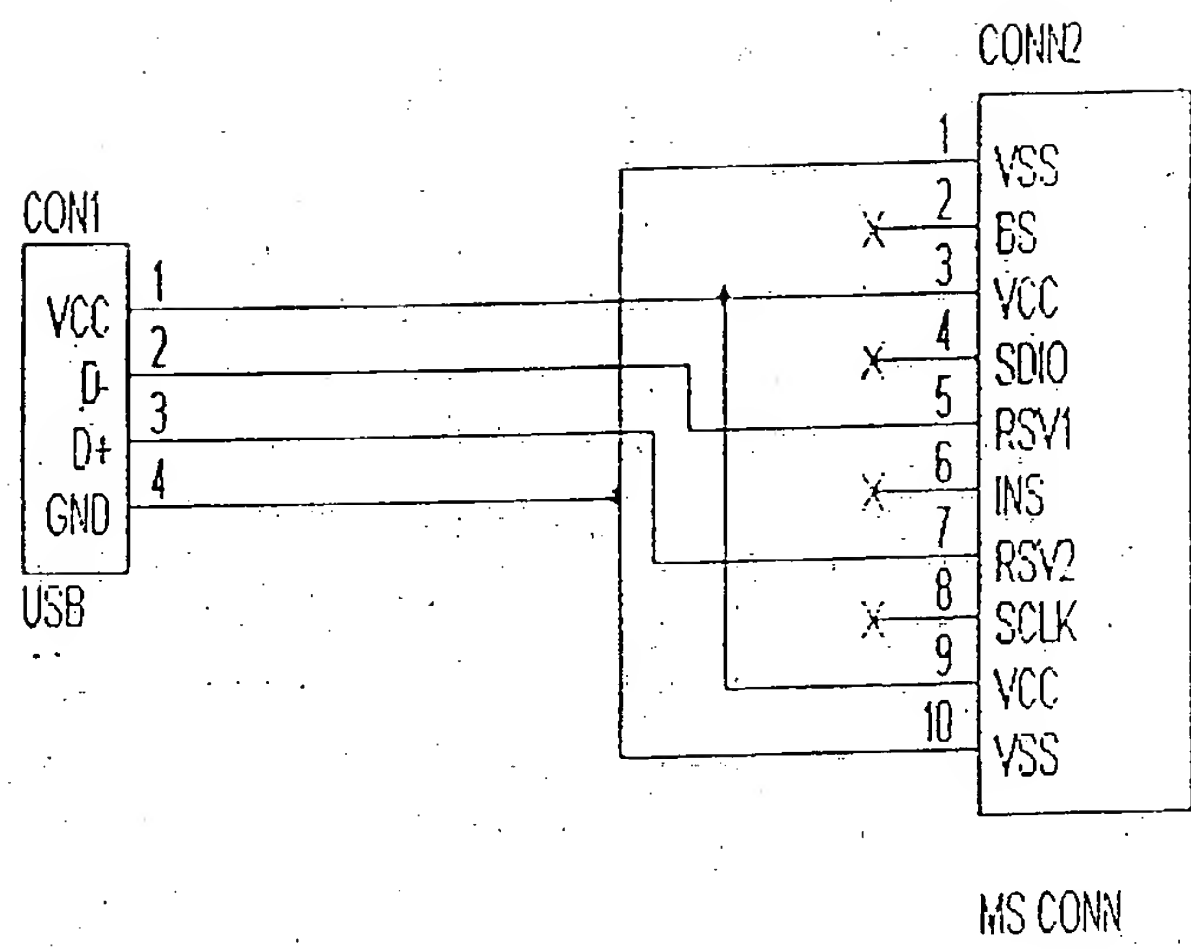 CON1
VCC
D-
D+
GND
1
2
3
4
USB
CONN2
1
2
3
4
5
6
7
8
9
10
VSS
BS
VCC
SDIO
RSV1
INS
RSV2
SCLK
VCC
VSS
MS CONN